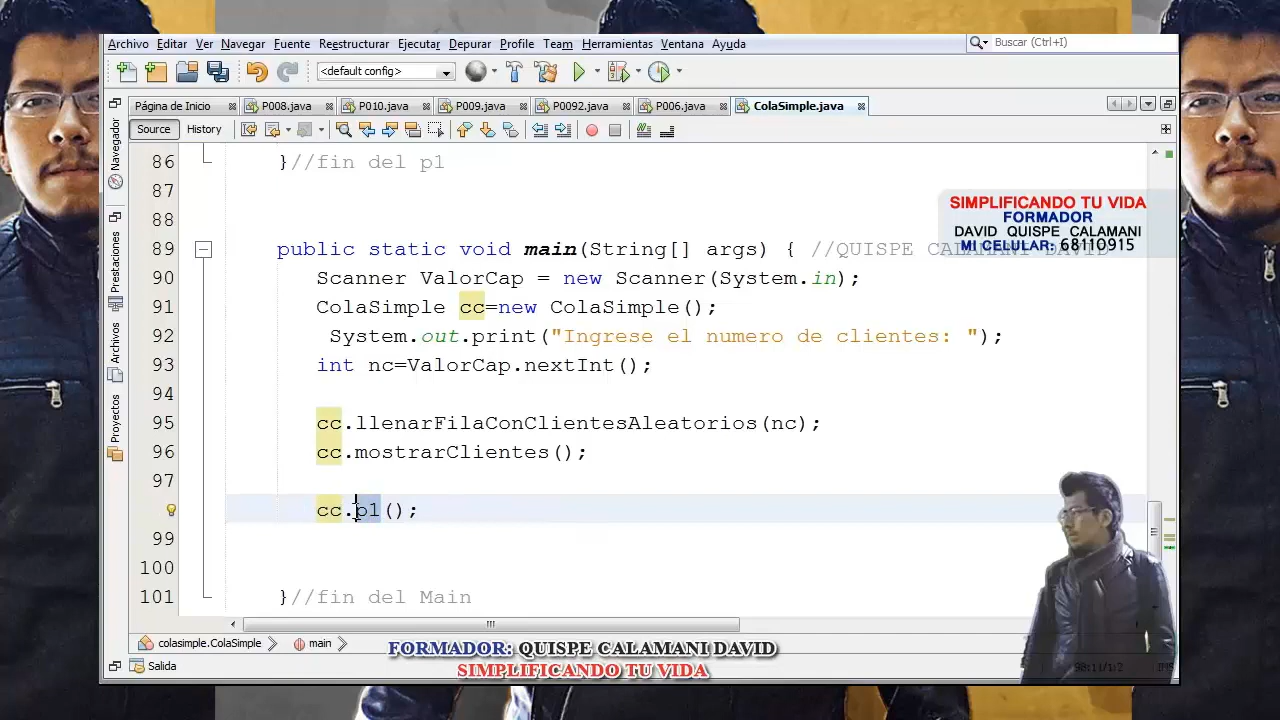 Archivo Editar Ver Navegar Fuente Reestructurar Ejecutar Depurar Profile Team Herramientas Ventana Ayuda
Buscar (Ctrl+I)
<default config>
Página de Inicio P008.java P010.java P009.java P0092.java P006.java ColaSimple.java
Source History
Navegador
Prestaciones
Archivos
Proyectos
86 }//fin del p1
87
88
89 public static void main(String[] args) { //QUISPE CALAMANI DAVID
90 Scanner ValorCap = new Scanner(System.in);
91 ColaSimple cc=new ColaSimple();
92 System.out.print("Ingrese el numero de clientes: ");
93 int nc=ValorCap.nextInt();
94
95 cc.llenarFilaConClientesAleatorios(nc);
96 cc.mostrarClientes();
97
cc.p1();
99
100
101 }//fin del Main
SIMPLIFICANDO TU VIDA
FORMADOR
DAVID QUISPE CALAMANI
MI CELULAR: 68110915
colasimple.ColaSimple main
FORMADOR: QUISPE CALAMANI DAVID
SIMPLIFICANDO TU VIDA
Salida
98:11/1:2